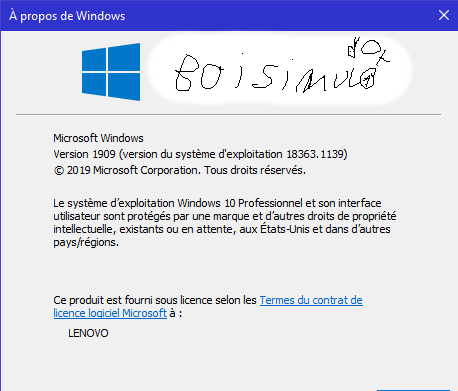 À propos de Windows
Microsoft Windows
Version 1909 (version du système d'exploitation 18363.1139)
© 2019 Microsoft Corporation. Tous droits réservés.
Le système d'exploitation Windows 10 Professionnel et son interface
utilisateur sont protégés par une marque et d'autres droits de propriété
intellectuelle, existants ou en attente, aux États-Unis et dans d'autres
pays/régions.
Ce produit est fourni sous licence selon les Termes du contrat de
licence logiciel Microsoft à :
LENOVO